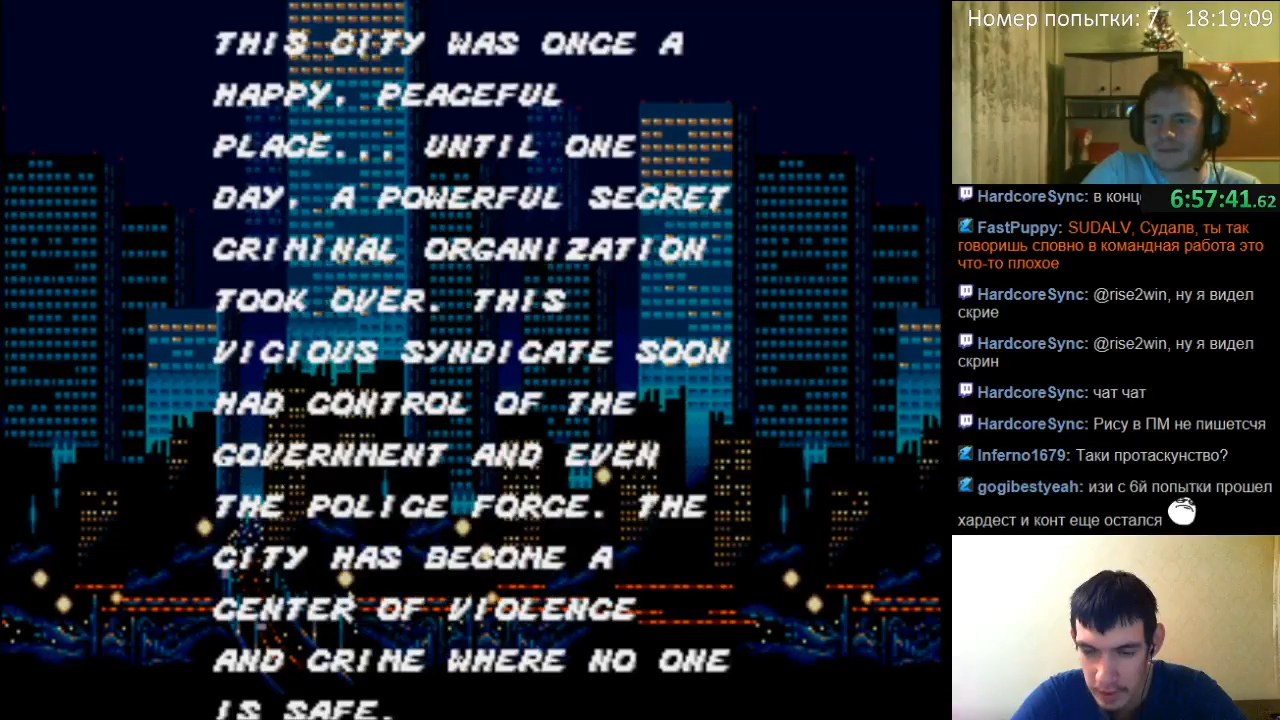 THIS CITY WAS ONCE A
HAPPY, PEACEFUL
PLACE... UNTIL ONE
DAY, A POWERFUL SECRET
CRIMINAL ORGANIZATION
TOOK OVER. THIS
VICIOUS SYNDICATE SOON
HAD CONTROL OF THE
GOVERNMENT AND EVEN
THE POLICE FORCE. THE
CITY HAS BECOME A
CENTER OF VIOLENCE
AND CRIME WHERE NO ONE
IS SAFE.
Номер попытки: 7 18:19:09
HardcoreSync: в конц
6:57:41.62
FastPuppy: SUDALV, Судалв, ты так
говоришь словно в командная работа это
что-то плохое
HardcoreSync: @rise2win, ну я видел
скрие
HardcoreSync: @rise2win, ну я видел
скрин
HardcoreSync: чат чат
HardcoreSync: Рису в ПМ не пишетсчя
Inferno1679: Таки протаскунство?
gogibestyeah: изи с 6й попытки прошел
хардест и конт еще остался